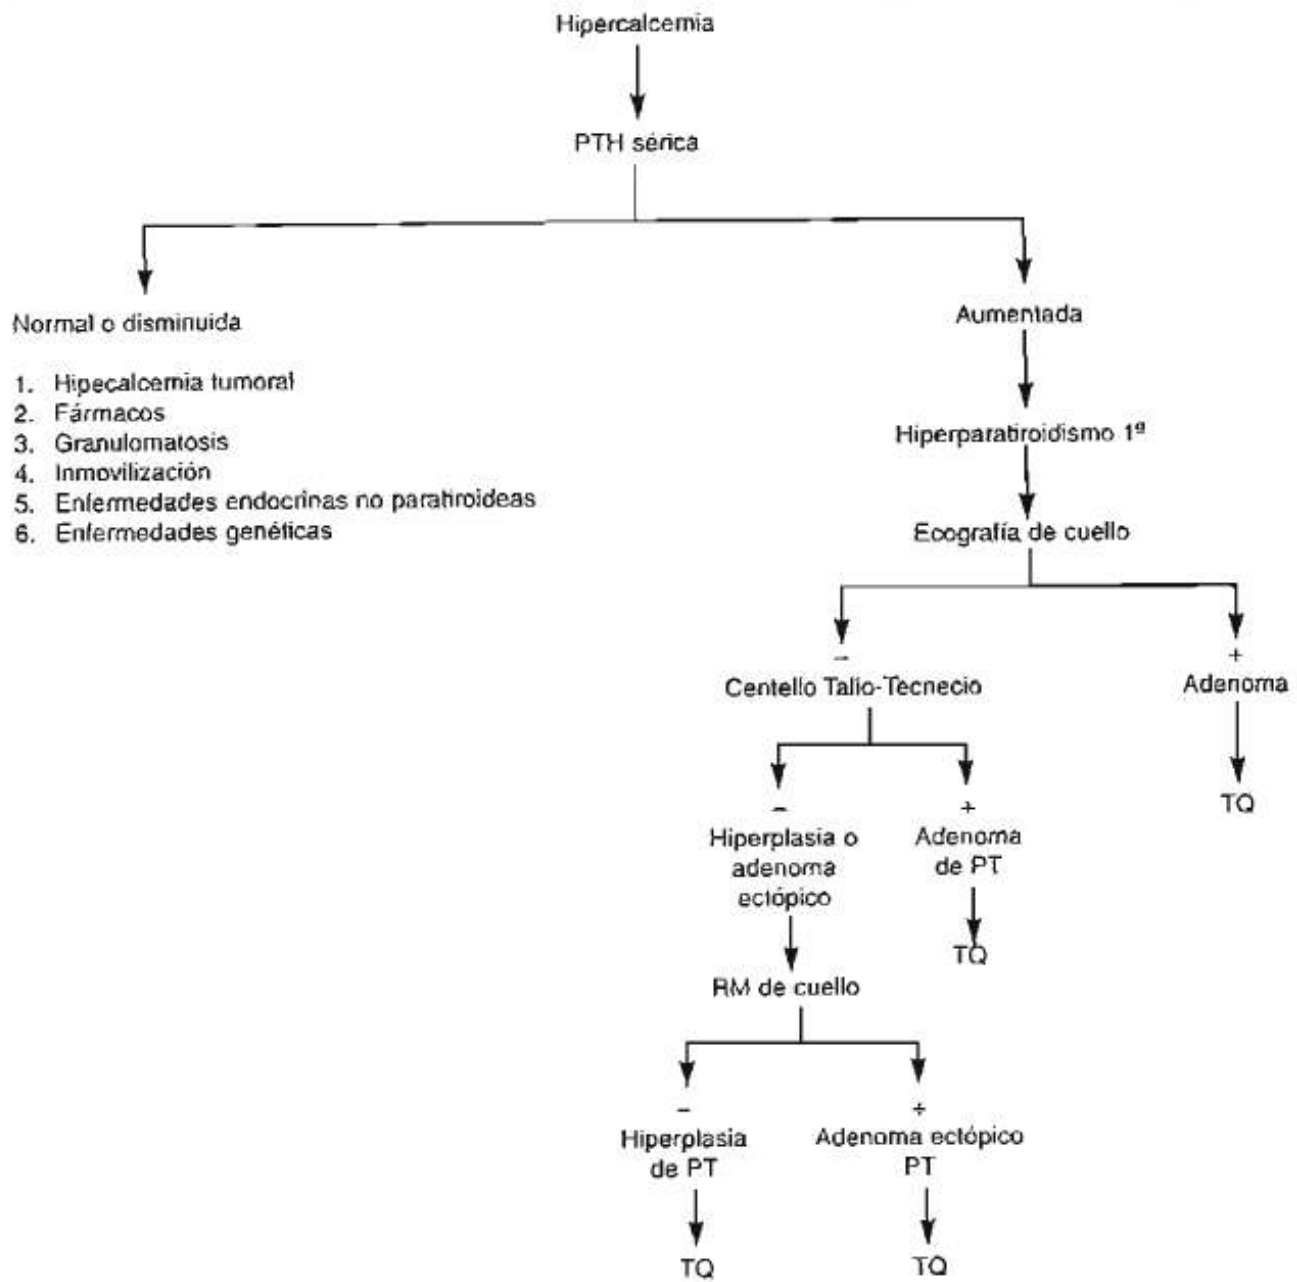 Hipercalcemia
PTH sérica
Normal o disminuida
Aumentada
1. Hipecalcemia tumoral
2. Fármacos
3. Granulomatosis
4. Inmovilización
5. Enfermedades endocrinas no paratiroideas
6. Enfermedades genéticas
Hiperparatiroidismo 1º
Ecografía de cuello
–
Centello Talio-Tecnecio
+
Adenoma
TQ
–
Hiperplasia o
adenoma
ectópico
+
Adenoma
de PT
TQ
RM de cuello
–
Hiperplasia
de PT
TQ
+
Adenoma ectópico
PT
TQ